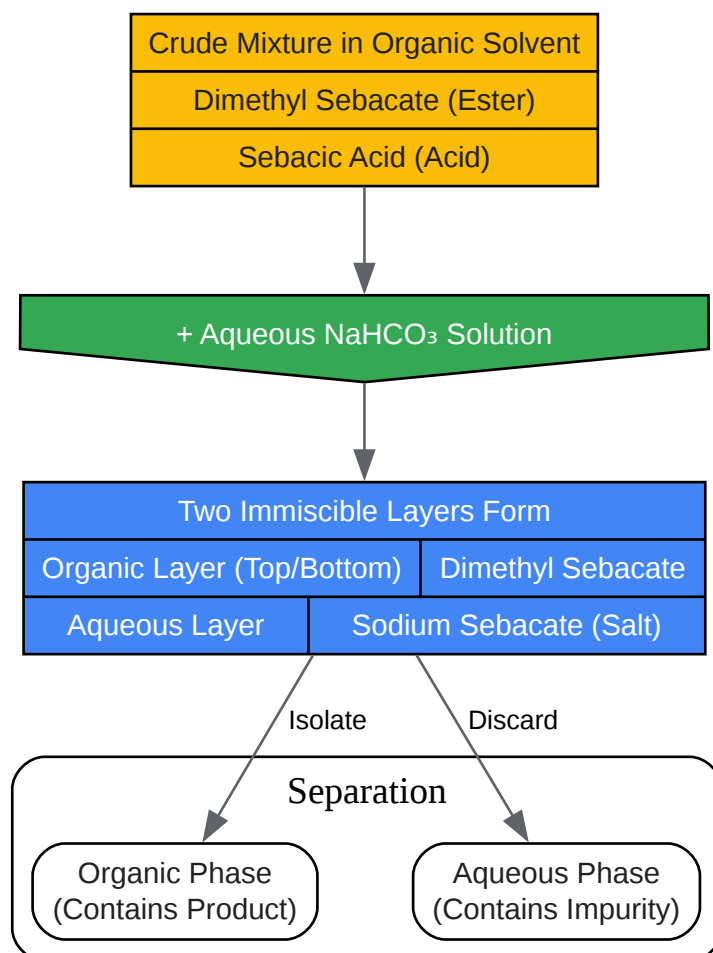 Crude Mixture in Organic Solvent
Dimethyl Sebacate (Ester)
Sebacic Acid (Acid)
+ Aqueous NaHCO₃ Solution
Two Immiscible Layers Form
Organic Layer (Top/Bottom)
Dimethyl Sebacate
Aqueous Layer
Sodium Sebacate (Salt)
Isolate
Discard
Separation
Organic Phase
(Contains Product)
Aqueous Phase
(Contains Impurity)